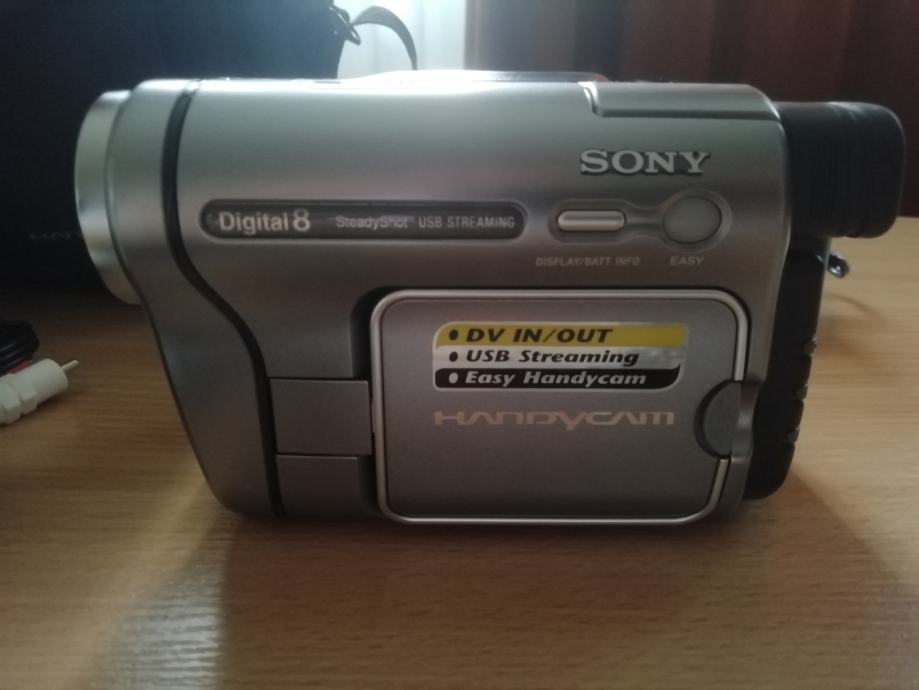 SONY
Digital8 SteadyShot USB STREAMING
DISPLAY/BATT INFO EASY
• DV IN/OUT
• USB Streaming
• Easy Handycam
HANDYCAM